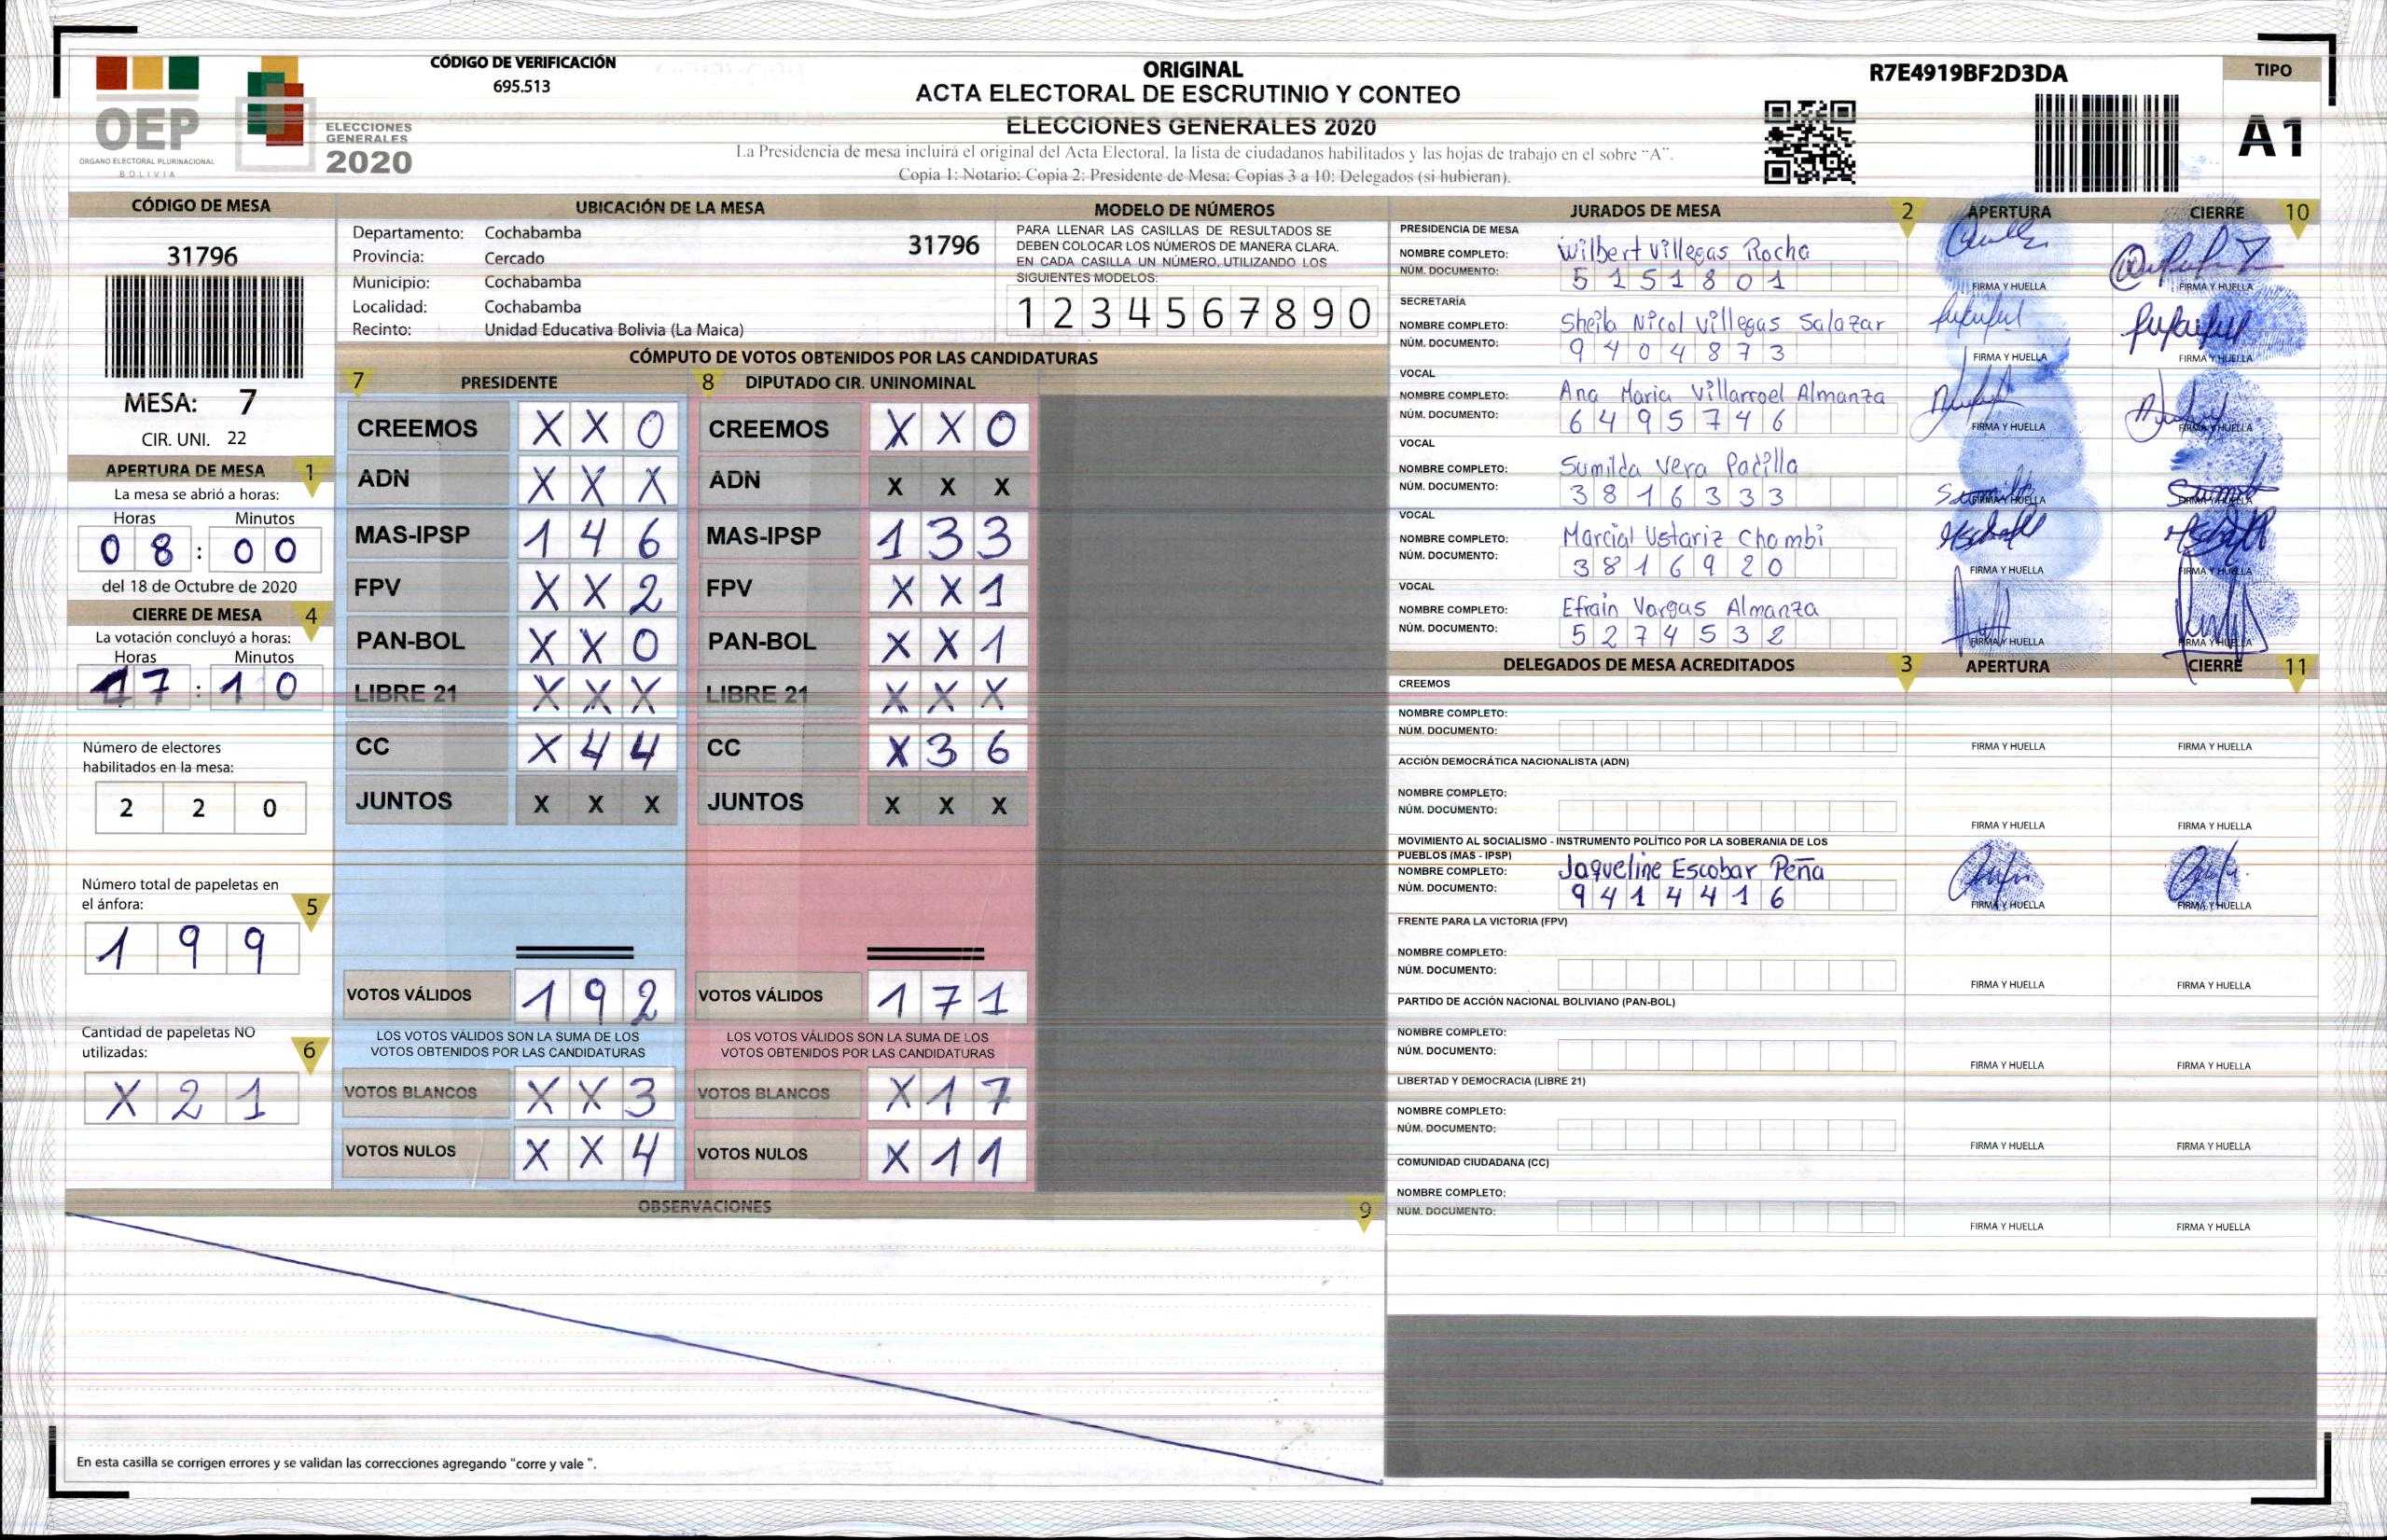 CÓDIGO DE VERIFICACIÓN
695.513
OEP
ÓRGANO ELECTORAL PLURINACIONAL
BOLIVIA
ELECCIONES
GENERALES
2020
ORIGINAL
ACTA ELECTORAL DE ESCRUTINIO Y CONTEO
ELECCIONES GENERALES 2020
La Presidencia de mesa incluirá el original del Acta Electoral, la lista de ciudadanos habilitados y las hojas de trabajo en el sobre "A".
Copia 1: Notario; Copia 2: Presidente de Mesa; Copias 3 a 10: Delegados (si hubieran).
R7E4919BF2D3DA
TIPO
A1
CÓDIGO DE MESA
31796
MESA: 7
CIR. UNI. 22
APERTURA DE MESA 1
La mesa se abrió a horas:
Horas Minutos
0 8 : 0 0
del 18 de Octubre de 2020
CIERRE DE MESA 4
La votación concluyó a horas:
Horas Minutos
1 7 : 1 0
Número de electores
habilitados en la mesa:
2 2 0
Número total de papeletas en
el ánfora: 5
1 9 9
Cantidad de papeletas NO
utilizadas: 6
X 2 1
UBICACIÓN DE LA MESA
Departamento: Cochabamba
31796
Provincia: Cercado
Municipio: Cochabamba
Localidad: Cochabamba
Recinto: Unidad Educativa Bolivia (La Maica)
MODELO DE NÚMEROS
PARA LLENAR LAS CASILLAS DE RESULTADOS SE
DEBEN COLOCAR LOS NÚMEROS DE MANERA CLARA.
EN CADA CASILLA UN NÚMERO, UTILIZANDO LOS
SIGUIENTES MODELOS:
1 2 3 4 5 6 7 8 9 0
CÓMPUTO DE VOTOS OBTENIDOS POR LAS CANDIDATURAS
7 PRESIDENTE 8 DIPUTADO CIR. UNINOMINAL
CREEMOS X X 0 CREEMOS X X 0
ADN X X X ADN X X X
MAS-IPSP 1 4 6 MAS-IPSP 1 3 3
FPV X X 2 FPV X X 1
PAN-BOL X X 0 PAN-BOL X X 1
LIBRE 21 X X X LIBRE 21 X X X
CC X 4 4 CC X 3 6
JUNTOS X X X JUNTOS X X X
VOTOS VÁLIDOS 1 9 2 VOTOS VÁLIDOS 1 7 1
LOS VOTOS VÁLIDOS SON LA SUMA DE LOS LOS VOTOS VÁLIDOS SON LA SUMA DE LOS
VOTOS OBTENIDOS POR LAS CANDIDATURAS VOTOS OBTENIDOS POR LAS CANDIDATURAS
VOTOS BLANCOS X X 3 VOTOS BLANCOS X 1 7
VOTOS NULOS X X 4 VOTOS NULOS X 1 1
OBSERVACIONES 9
En esta casilla se corrigen errores y se validan las correcciones agregando "corre y vale ".
JURADOS DE MESA 2 APERTURA CIERRE 10
PRESIDENCIA DE MESA
NOMBRE COMPLETO: Wilbert Villegas Rocha
NÚM. DOCUMENTO: 5 1 5 1 8 0 1
FIRMA Y HUELLA FIRMA Y HUELLA
SECRETARÍA
NOMBRE COMPLETO: Sheila Nicol Villegas Salazar
NÚM. DOCUMENTO: 9 4 0 4 8 7 3
FIRMA Y HUELLA FIRMA Y HUELLA
VOCAL
NOMBRE COMPLETO: Ana Maria Villarroel Almanza
NÚM. DOCUMENTO: 6 4 9 5 7 4 6
FIRMA Y HUELLA FIRMA Y HUELLA
VOCAL
NOMBRE COMPLETO: Sumilda Vera Padilla
NÚM. DOCUMENTO: 3 8 1 6 3 3 3
FIRMA Y HUELLA FIRMA Y HUELLA
VOCAL
NOMBRE COMPLETO: Marcial Ustariz Chambi
NÚM. DOCUMENTO: 3 8 1 6 9 2 0
FIRMA Y HUELLA FIRMA Y HUELLA
VOCAL
NOMBRE COMPLETO: Efrain Vargas Almanza
NÚM. DOCUMENTO: 5 2 7 4 5 3 2
FIRMA Y HUELLA FIRMA Y HUELLA
DELEGADOS DE MESA ACREDITADOS 3 APERTURA CIERRE 11
CREEMOS
NOMBRE COMPLETO:
NÚM. DOCUMENTO:
FIRMA Y HUELLA FIRMA Y HUELLA
ACCIÓN DEMOCRÁTICA NACIONALISTA (ADN)
NOMBRE COMPLETO:
NÚM. DOCUMENTO:
FIRMA Y HUELLA FIRMA Y HUELLA
MOVIMIENTO AL SOCIALISMO - INSTRUMENTO POLÍTICO POR LA SOBERANIA DE LOS
PUEBLOS (MAS - IPSP)
NOMBRE COMPLETO: Jaqueline Escobar Peña
NÚM. DOCUMENTO: 9 4 1 4 4 1 6
FIRMA Y HUELLA FIRMA Y HUELLA
FRENTE PARA LA VICTORIA (FPV)
NOMBRE COMPLETO:
NÚM. DOCUMENTO:
FIRMA Y HUELLA FIRMA Y HUELLA
PARTIDO DE ACCIÓN NACIONAL BOLIVIANO (PAN-BOL)
NOMBRE COMPLETO:
NÚM. DOCUMENTO:
FIRMA Y HUELLA FIRMA Y HUELLA
LIBERTAD Y DEMOCRACIA (LIBRE 21)
NOMBRE COMPLETO:
NÚM. DOCUMENTO:
FIRMA Y HUELLA FIRMA Y HUELLA
COMUNIDAD CIUDADANA (CC)
NOMBRE COMPLETO:
NÚM. DOCUMENTO:
FIRMA Y HUELLA FIRMA Y HUELLA